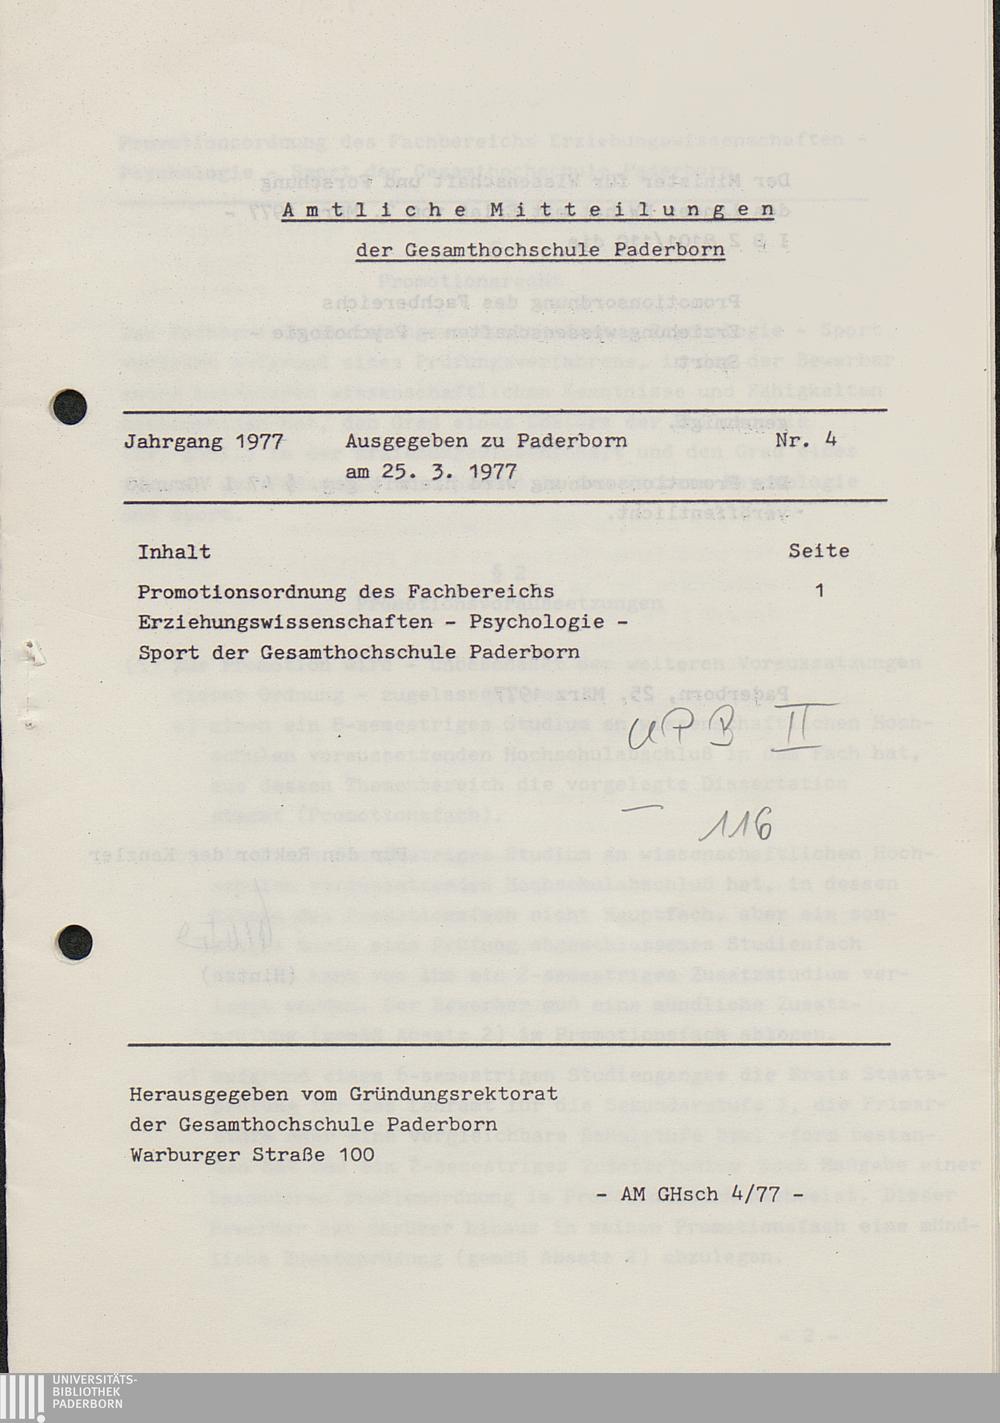 Amtliche Mitteilungen
der Gesamthochschule Paderborn
Jahrgang 1977 Ausgegeben zu Paderborn Nr. 4
am 25. 3. 1977
Inhalt Seite
Promotionsordnung des Fachbereichs 1
Erziehungswissenschaften - Psychologie -
Sport der Gesamthochschule Paderborn
UPB II
- 116
Herausgegeben vom Gründungsrektorat
der Gesamthochschule Paderborn
Warburger Straße 100
- AM GHsch 4/77 -
UNIVERSITÄTS-
BIBLIOTHEK
PADERBORN